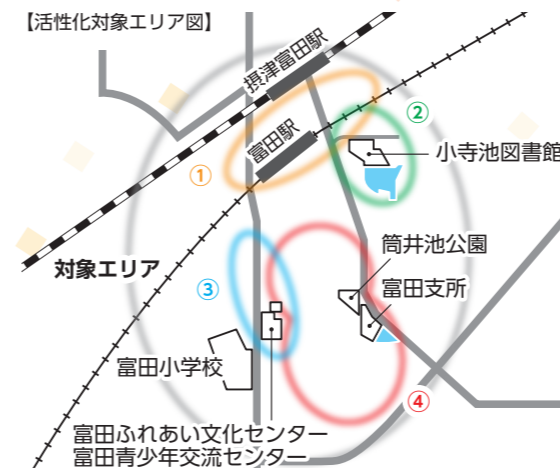 【活性化対象エリア図】
摂津富田駅
富田駅
①
②
小寺池図書館
対象エリア
③
筒井池公園
富田支所
富田小学校
④
富田ふれあい文化センター
富田青少年交流センター